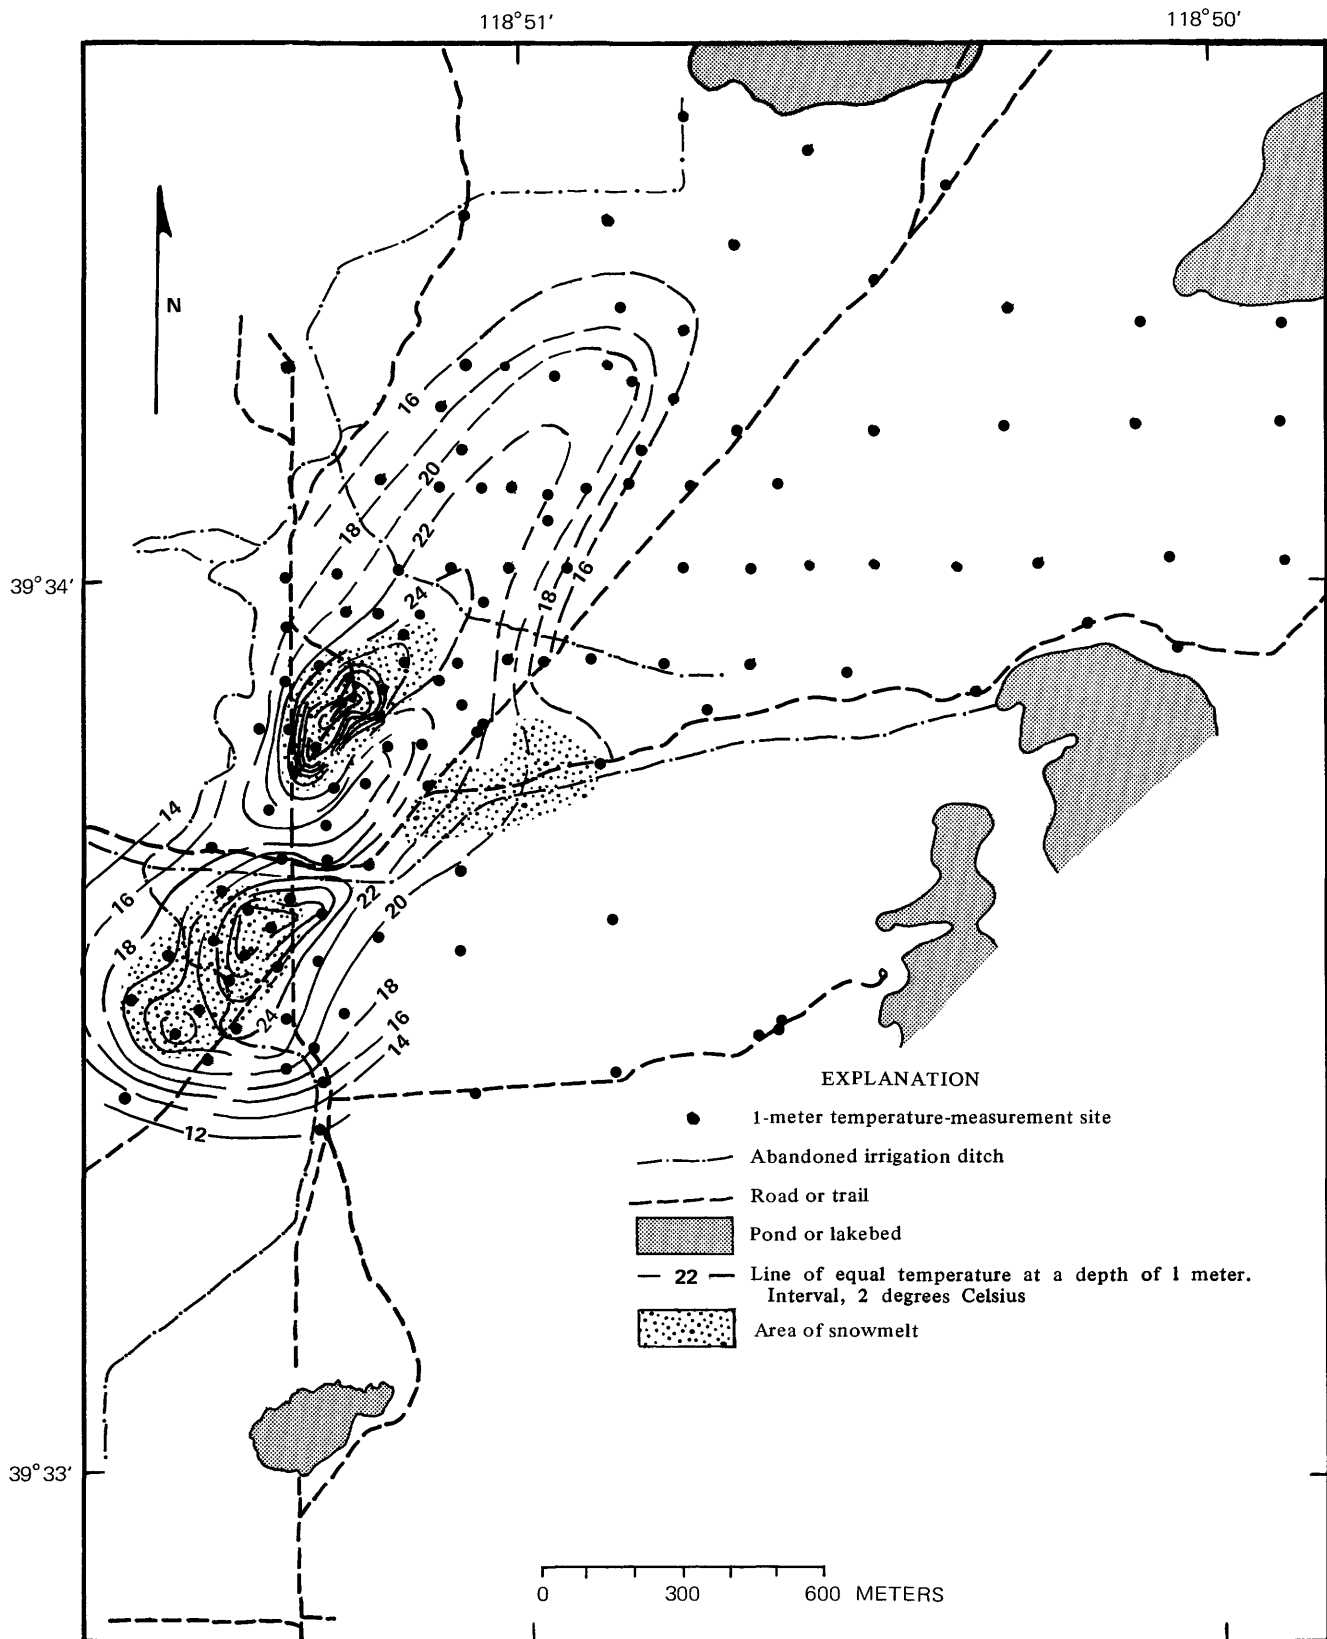 118°51′
118°50′
N
16
20
18
22
16
39°34′
24
18
14
16
22
20
18
24
18
16
14
12
EXPLANATION
1-meter temperature-measurement site
Abandoned irrigation ditch
Road or trail
Pond or lakebed
22 Line of equal temperature at a depth of 1 meter.
Interval, 2 degrees Celsius
Area of snowmelt
39°33′
0 300 600 METERS